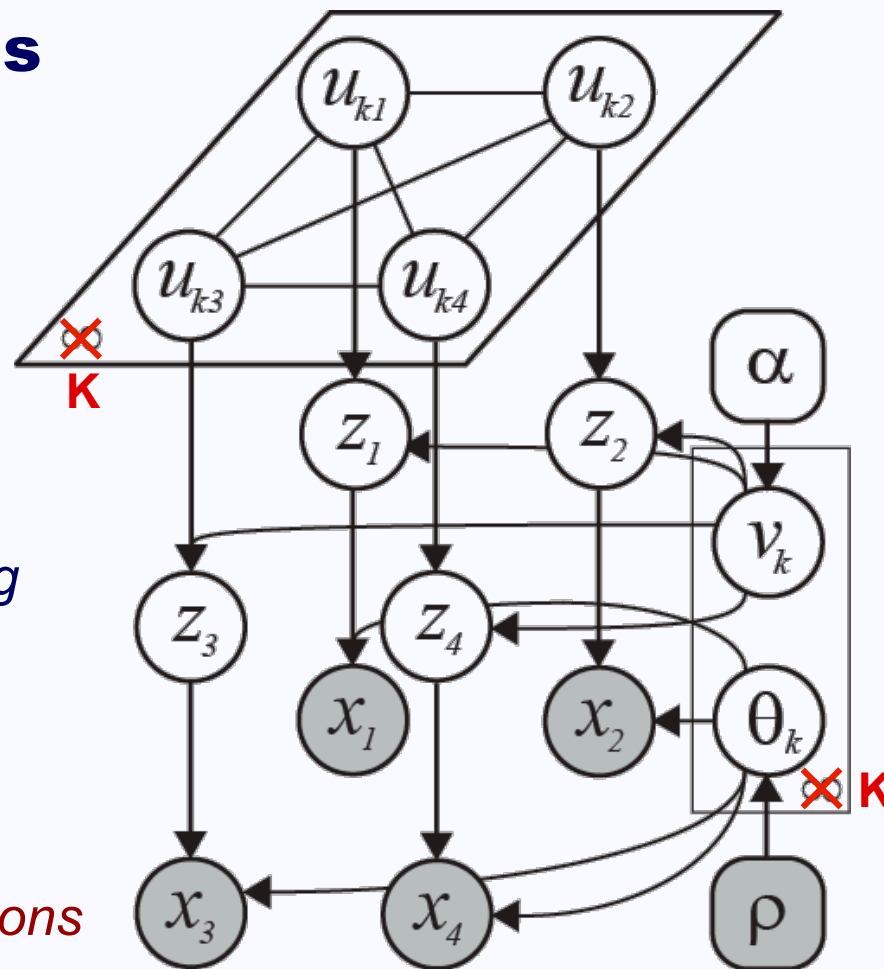 s
u_k1 u_k2
u_k3 u_k4
∞
K
α
z_1 z_2
v_k
g
z_3 z_4
x_1 x_2 θ_k
∞ K
ons x_3 x_4 ρ